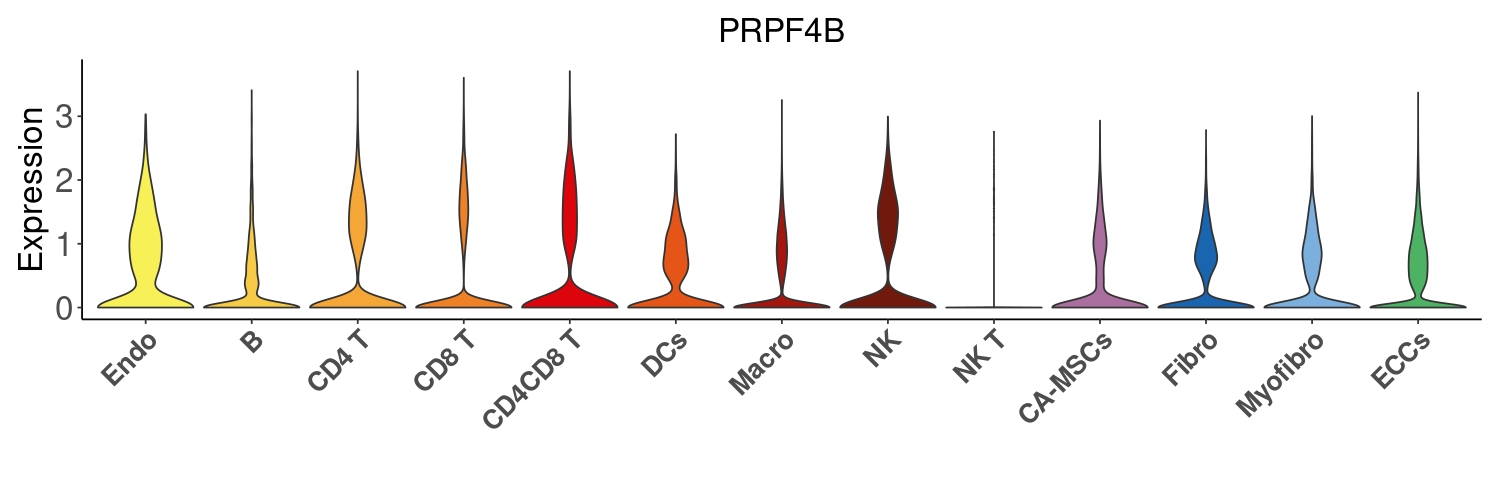 PRPF4B
Expression
3
2
1
0
Endo
B
CD4 T
CD8 T
CD4CD8 T
DCs
Macro
NK
NK T
CA-MSCs
Fibro
Myofibro
ECCs